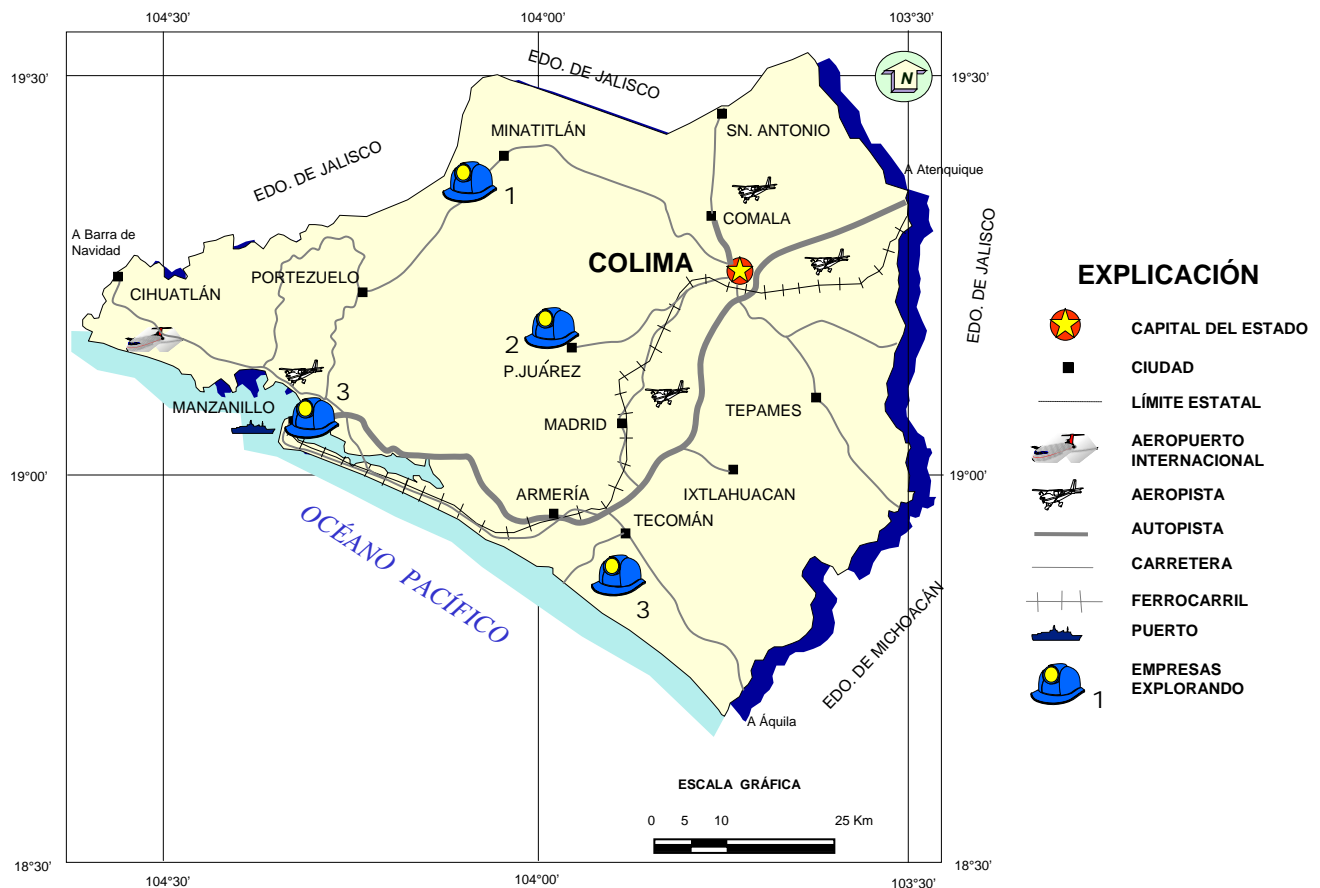 104°30'
104°00'
103°30'
19°30'
19°30'
EDO. DE JALISCO
N
MINATITLÁN
SN. ANTONIO
EDO. DE JALISCO
A Atenquique
1
COMALA
EDO. DE JALISCO
A Barra de
Navidad
COLIMA
PORTEZUELO
CIHUATLÁN
2
P.JUÁREZ
3
MANZANILLO
MADRID
TEPAMES
19°00'
19°00'
ARMERÍA
IXTLAHUACAN
TECOMÁN
OCÉANO PACÍFICO
3
EDO. DE MICHOACÁN
A Áquila
ESCALA GRÁFICA
0 5 10 25 Km
18°30'
18°30'
104°30'
104°00'
103°30'
EXPLICACIÓN
CAPITAL DEL ESTADO
CIUDAD
LÍMITE ESTATAL
AEROPUERTO
INTERNACIONAL
AEROPISTA
AUTOPISTA
CARRETERA
FERROCARRIL
PUERTO
EMPRESAS
EXPLORANDO
1